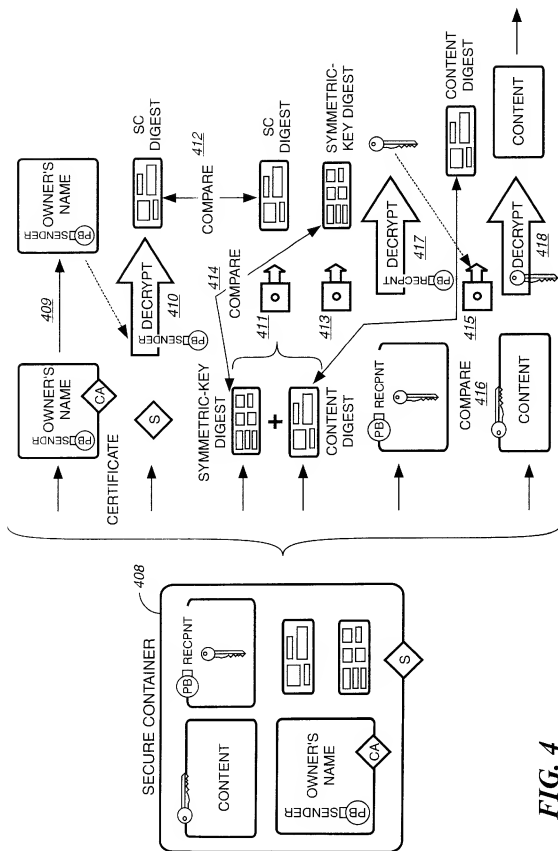 SECURE CONTAINER
408
CONTENT
PB RECPNT
OWNER'S
NAME
PB SENDER
CA
S
OWNER'S
NAME
PB SENDR
CA
CERTIFICATE
409
OWNER'S
NAME
PB SENDER
S
DECRYPT
PB SENDER
410
SC
DIGEST
COMPARE
412
SYMMETRIC-KEY
DIGEST
+
CONTENT
DIGEST
414
COMPARE
411
SC
DIGEST
413
SYMMETRIC-
KEY DIGEST
PB RECPNT
DECRYPT
PB RECPNT
417
COMPARE
416
415
CONTENT
DIGEST
CONTENT
DECRYPT
418
CONTENT
FIG. 4